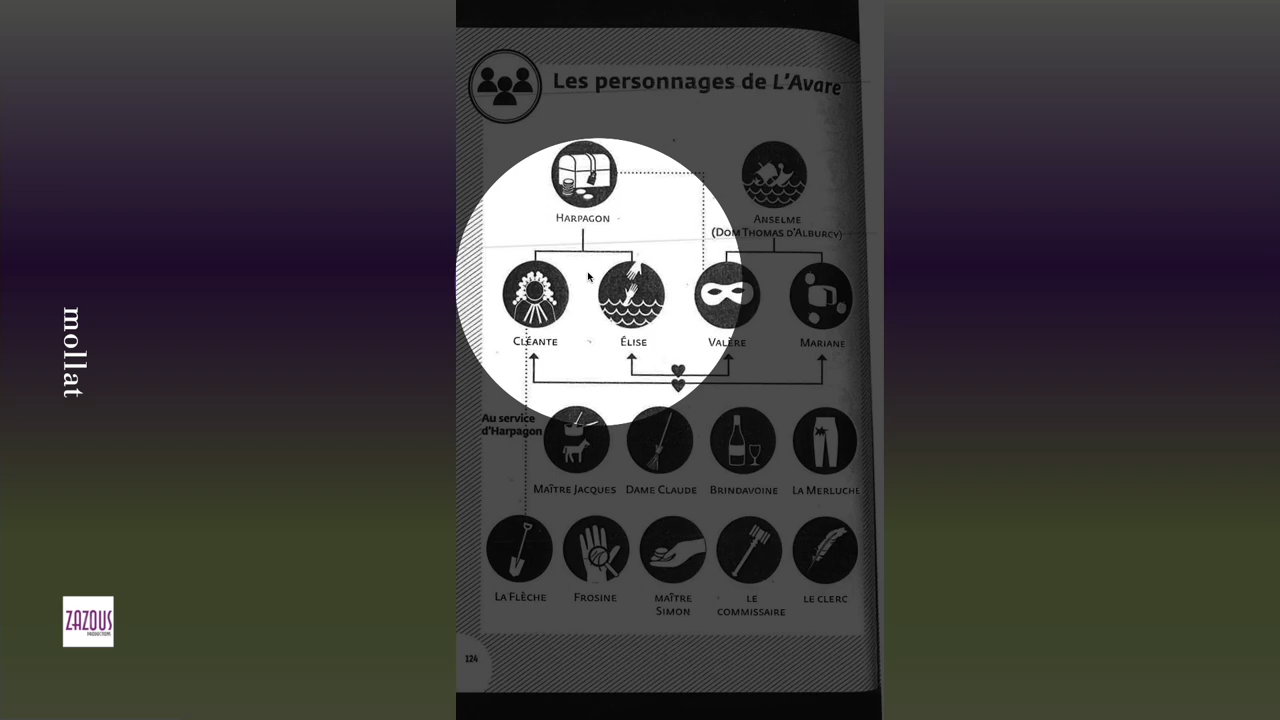 Les personnages de L'Avare
HARPAGON
ANSELME
(DOM THOMAS D'ALBURCY)
CLÉANTE
ÉLISE
VALÈRE
MARIANE
Au service
d'Harpagon
MAÎTRE JACQUES
DAME CLAUDE
BRINDAVOINE
LA MERLUCHE
LA FLÈCHE
FROSINE
MAÎTRE
SIMON
LE
COMMISSAIRE
LE CLERC
124
mollat
ZAZOUS
PRODUCTIONS